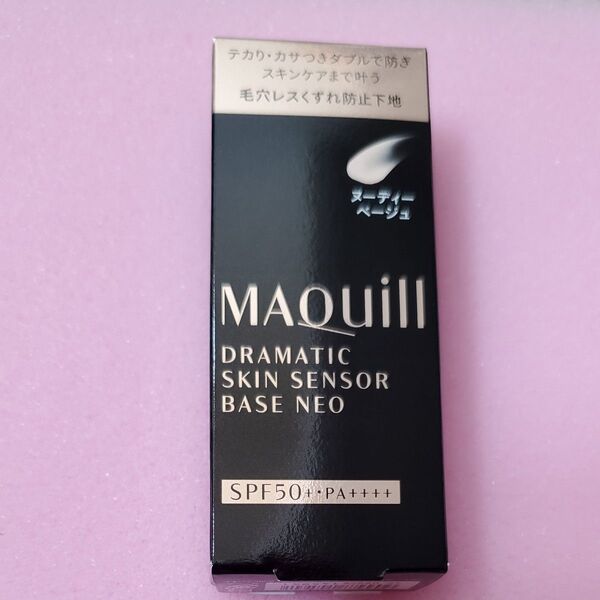 テカリ・カサつきダブルで防ぎ
スキンケアまで叶う
毛穴レスくずれ防止下地
ヌーディー
ベージュ
MAQuill
DRAMATIC
SKIN SENSOR
BASE NEO
SPF50+・PA++++